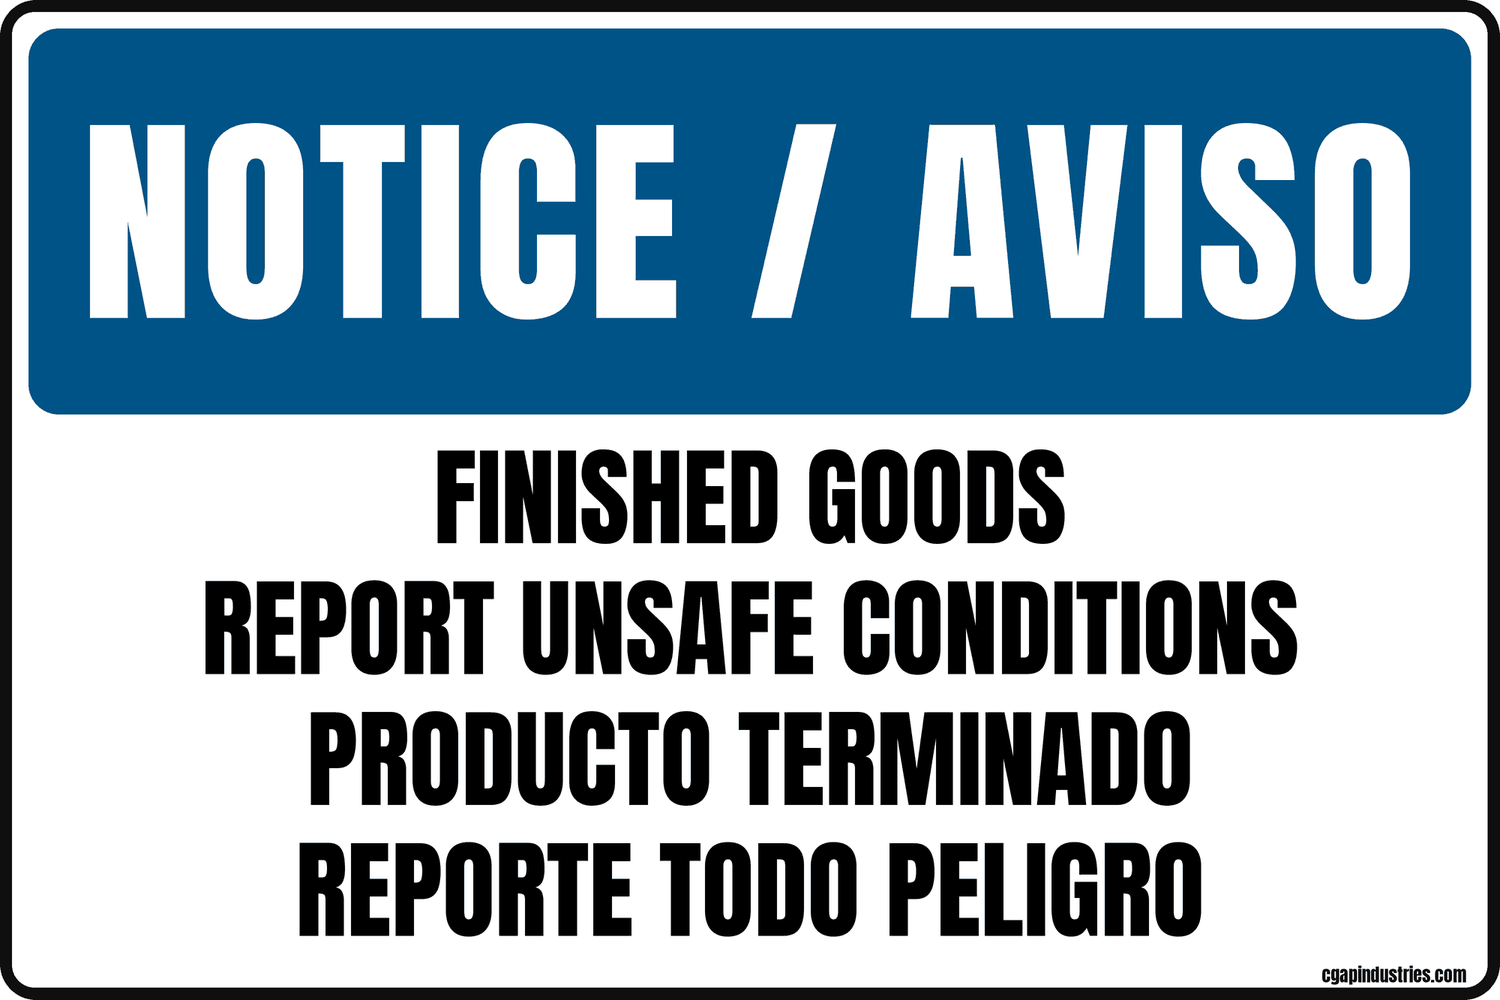 NOTICE / AVISO
FINISHED GOODS
REPORT UNSAFE CONDITIONS
PRODUCTO TERMINADO
REPORTE TODO PELIGRO
cgapindustries.com